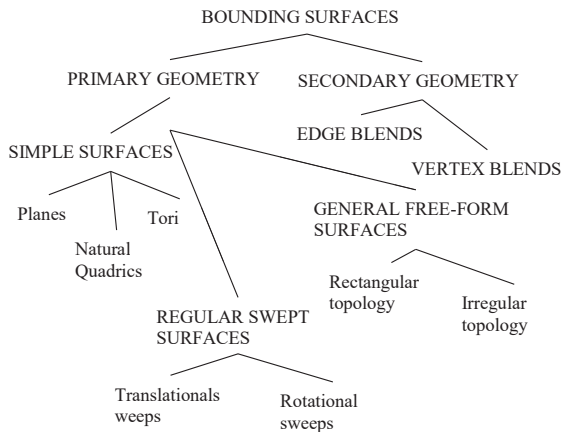 BOUNDING SURFACES
PRIMARY GEOMETRY
SECONDARY GEOMETRY
EDGE BLENDS
VERTEX BLENDS
SIMPLE SURFACES
Planes
Natural
Quadrics
Tori
GENERAL FREE-FORM
SURFACES
Rectangular
topology
Irregular
topology
REGULAR SWEPT
SURFACES
Translationals
weeps
Rotational
sweeps